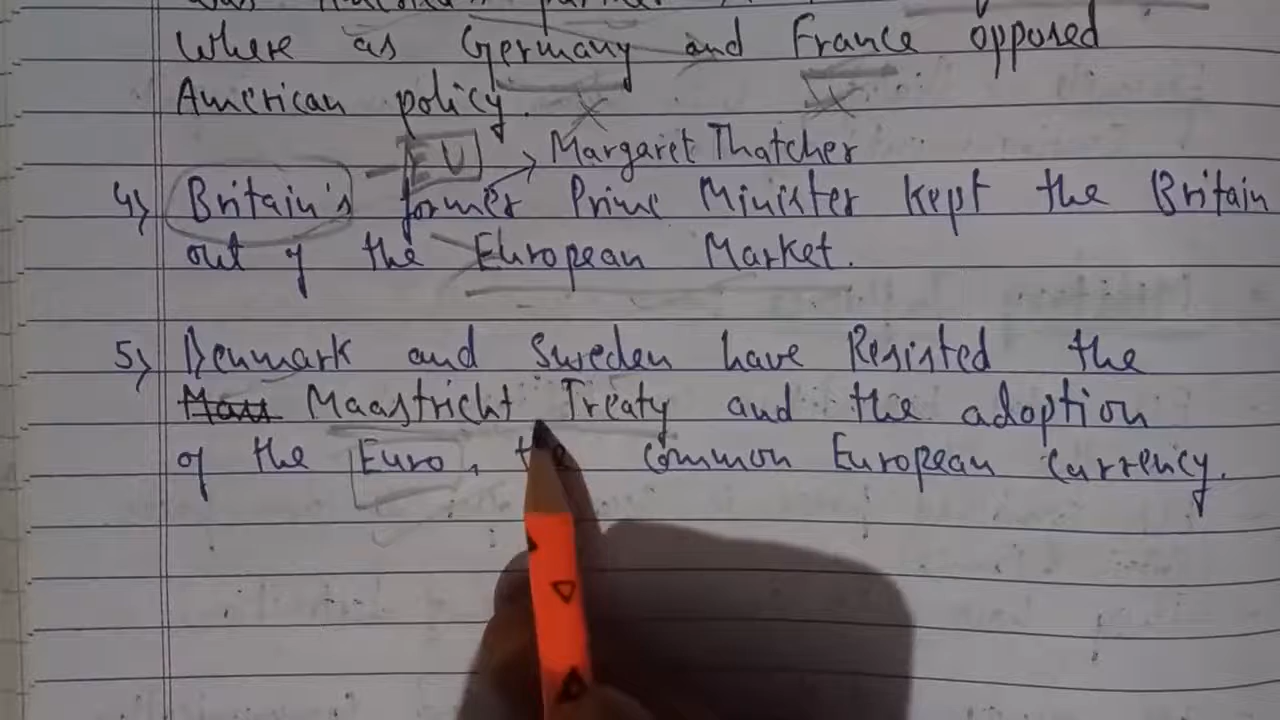 Where as Germany and France opposed
American policy.
EU → Margaret Thatcher
4) Britain's former Prime Minister kept the Britain
out of the European Market.
5) Denmark and Sweden have Resisted the
Maastricht Treaty and the adoption
of the Euro, the common European Currency.